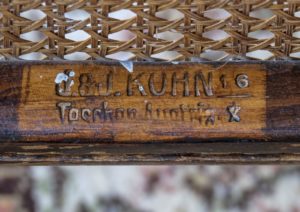 J.&J. KOHN 16
Teschen Austria. X